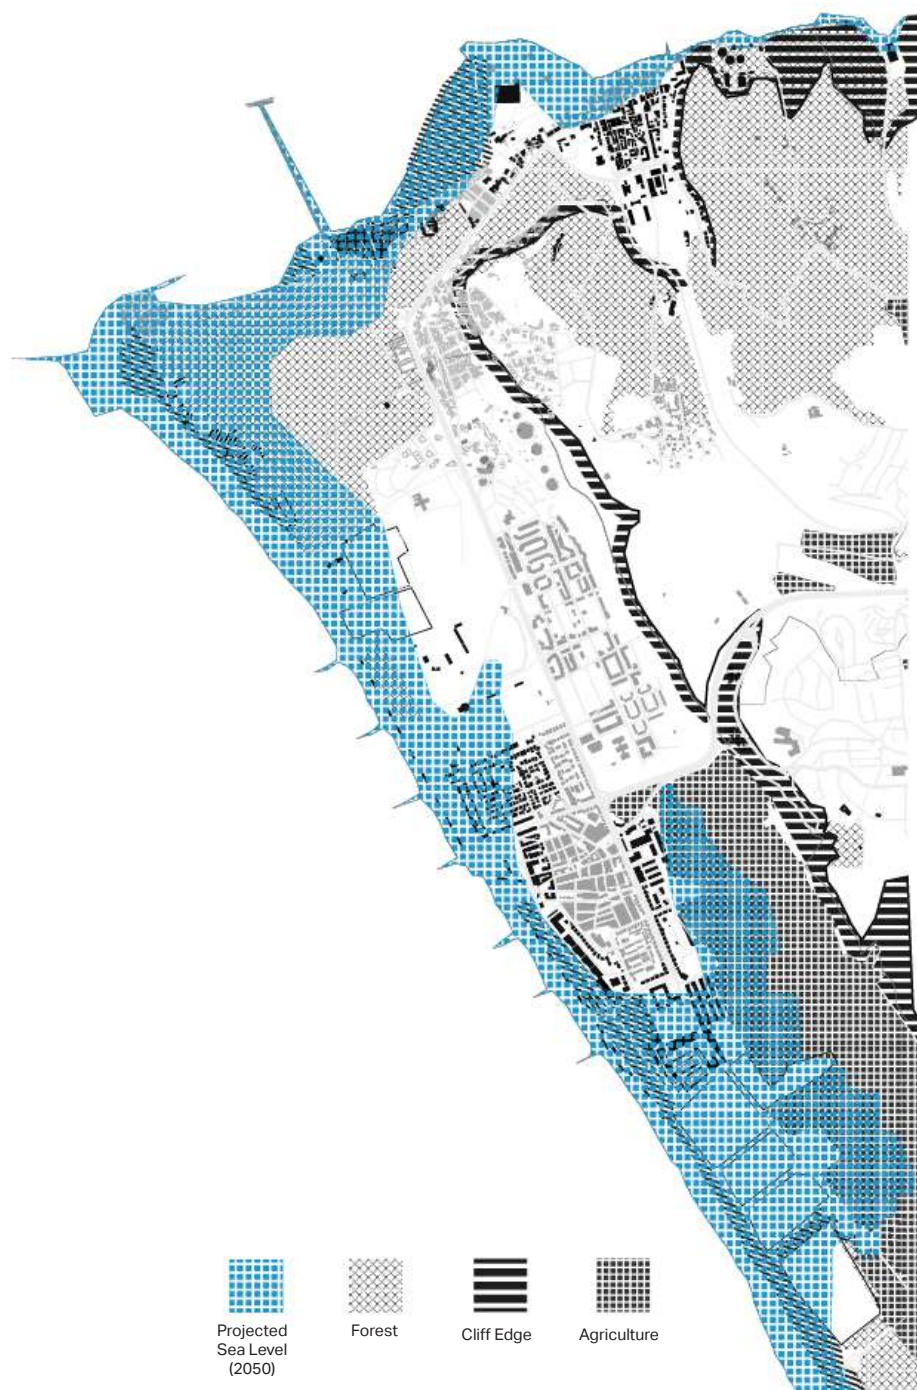 Projected
Sea Level
(2050)
Forest
Cliff Edge
Agriculture